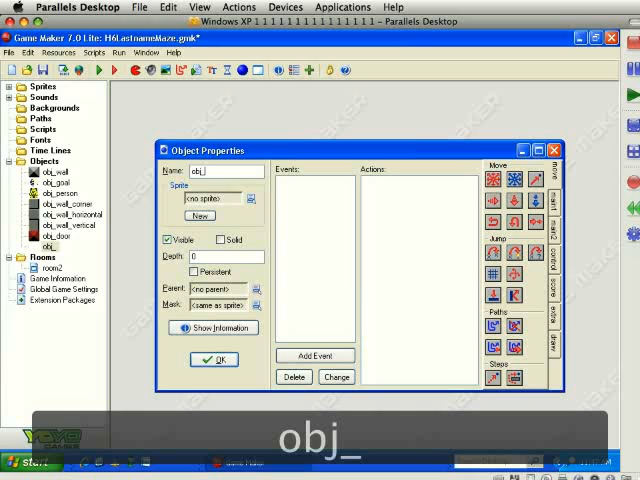 Parallels Desktop File Edit View Actions Devices Applications Help
Windows XP 1 1 1 1 1 1 1 1 1 1 1 1 1 - Parallels Desktop
Game Maker 7.0 Lite: H6LastnameMaze.gmk*
File Edit Resources Scripts Run Window Help
Sprites
Sounds
Backgrounds
Paths
Scripts
Fonts
Time Lines
Objects
obj_wall
obj_goal
obj_person
obj_wall_corner
obj_wall_horizontal
obj_wall_vertical
obj_door
obj_
Rooms
room2
Game Information
Global Game Settings
Extension Packages
Object Properties
Name: obj_
Sprite
<no sprite>
New
Visible Solid
Depth: 0
Persistent
Parent: <no parent>
Mask: <same as sprite>
Show Information
OK
Events:
Add Event
Delete Change
Actions:
Move
Jump
Paths
Steps
move
main1
main2
control
score
extra
draw
obj_
YOYO
GAMES
start
Game Maker